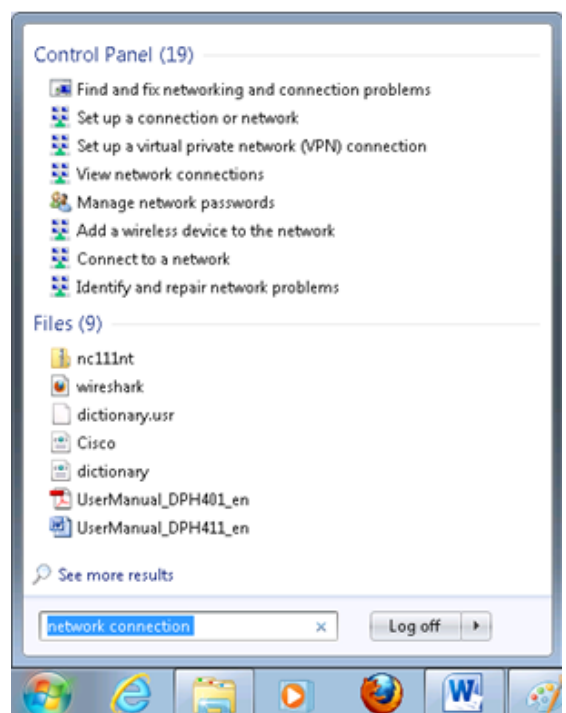 Control Panel (19)
Find and fix networking and connection problems
Set up a connection or network
Set up a virtual private network (VPN) connection
View network connections
Manage network passwords
Add a wireless device to the network
Connect to a network
Identify and repair network problems
Files (9)
nc111nt
wireshark
dictionary.usr
Cisco
dictionary
UserManual_DPH401_en
UserManual_DPH411_en
See more results
network connection
Log off